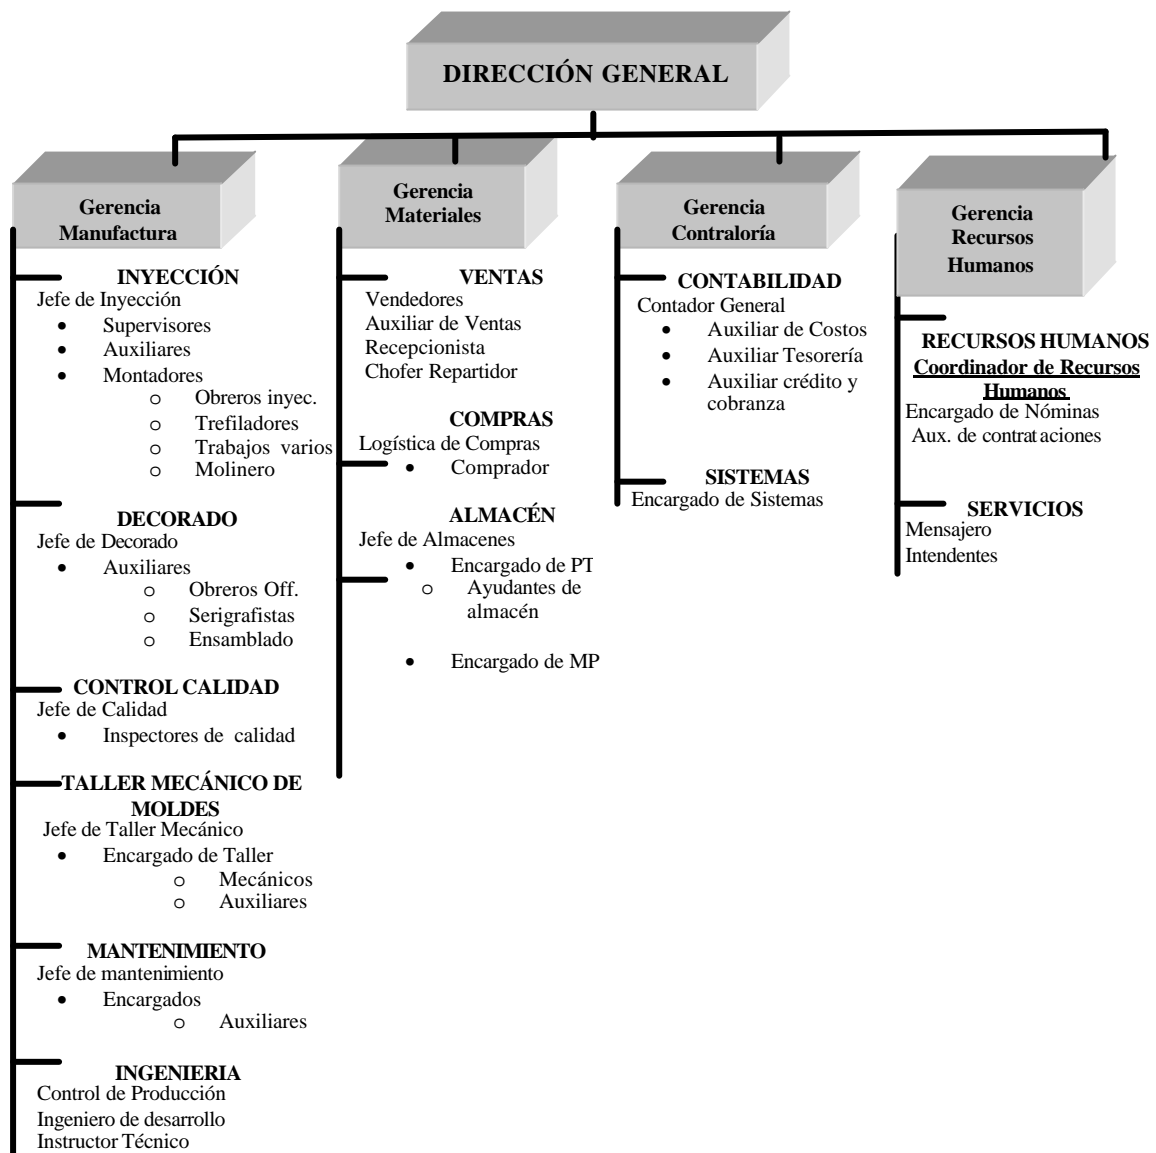 DIRECCIÓN GENERAL
Gerencia
Manufactura
INYECCIÓN
Jefe de Inyección
• Supervisores
• Auxiliares
• Montadores
o Obreros inyec.
o Trefiladores
o Trabajos varios
o Molinero
DECORADO
Jefe de Decorado
• Auxiliares
o Obreros Off.
o Serigrafistas
o Ensamblado
CONTROL CALIDAD
Jefe de Calidad
• Inspectores de calidad
TALLER MECÁNICO DE
MOLDES
Jefe de Taller Mecánico
• Encargado de Taller
o Mecánicos
o Auxiliares
MANTENIMIENTO
Jefe de mantenimiento
• Encargados
o Auxiliares
INGENIERIA
Control de Producción
Ingeniero de desarrollo
Instructor Técnico
Gerencia
Materiales
VENTAS
Vendedores
Auxiliar de Ventas
Recepcionista
Chofer Repartidor
COMPRAS
Logística de Compras
• Comprador
ALMACÉN
Jefe de Almacenes
• Encargado de PT
o Ayudantes de
almacén
• Encargado de MP
Gerencia
Contraloría
CONTABILIDAD
Contador General
• Auxiliar de Costos
• Auxiliar Tesorería
• Auxiliar crédito y
cobranza
SISTEMAS
Encargado de Sistemas
Gerencia
Recursos
Humanos
RECURSOS HUMANOS
Coordinador de Recursos
Humanos
Encargado de Nóminas
Aux. de contrataciones
SERVICIOS
Mensajero
Intendentes